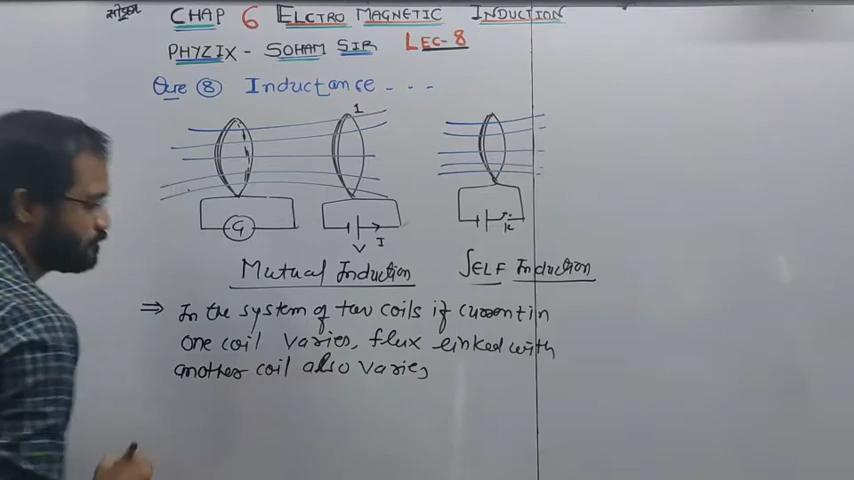 CHAP 6 ELCTRO MAGNETIC INDUCTION
PHYZIX - SOHAM SIR LEC-8
Que 8 Inductance - - -
1
G
V I
K
Mutual Induction SELF Induction
⇒ In the system of two coils if current in
one coil varies, flux linked with
another coil also varies